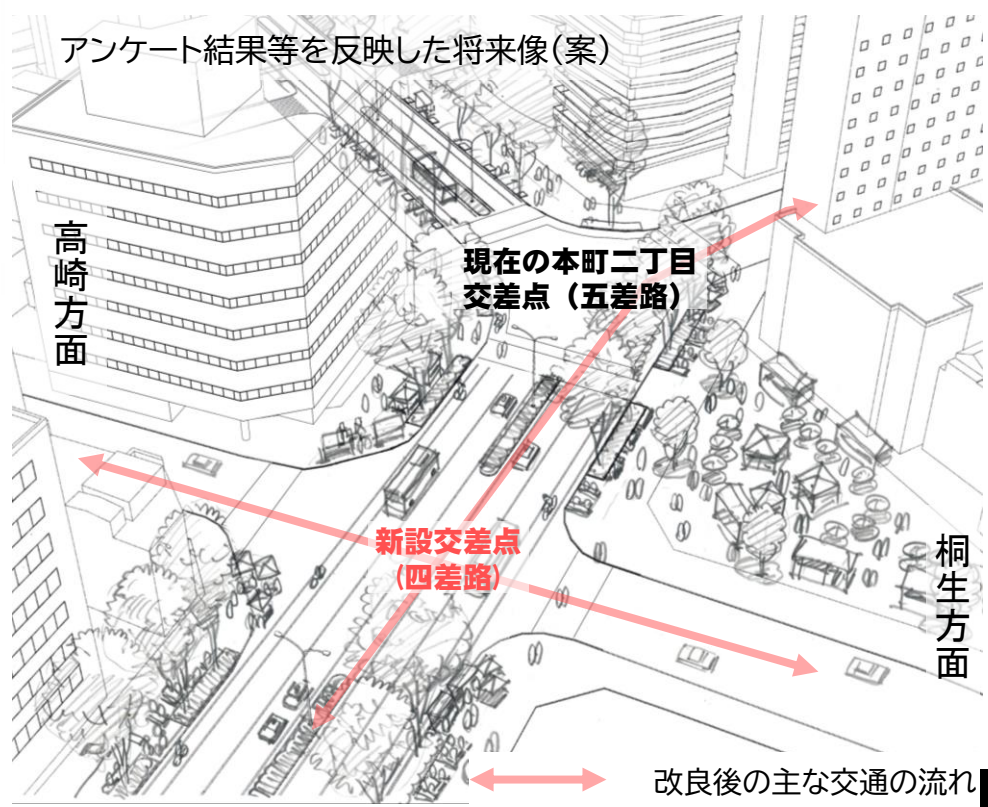 アンケート結果等を反映した将来像(案)
高崎方面
現在の本町二丁目
交差点（五差路）
新設交差点
(四差路)
桐生方面
改良後の主な交通の流れ